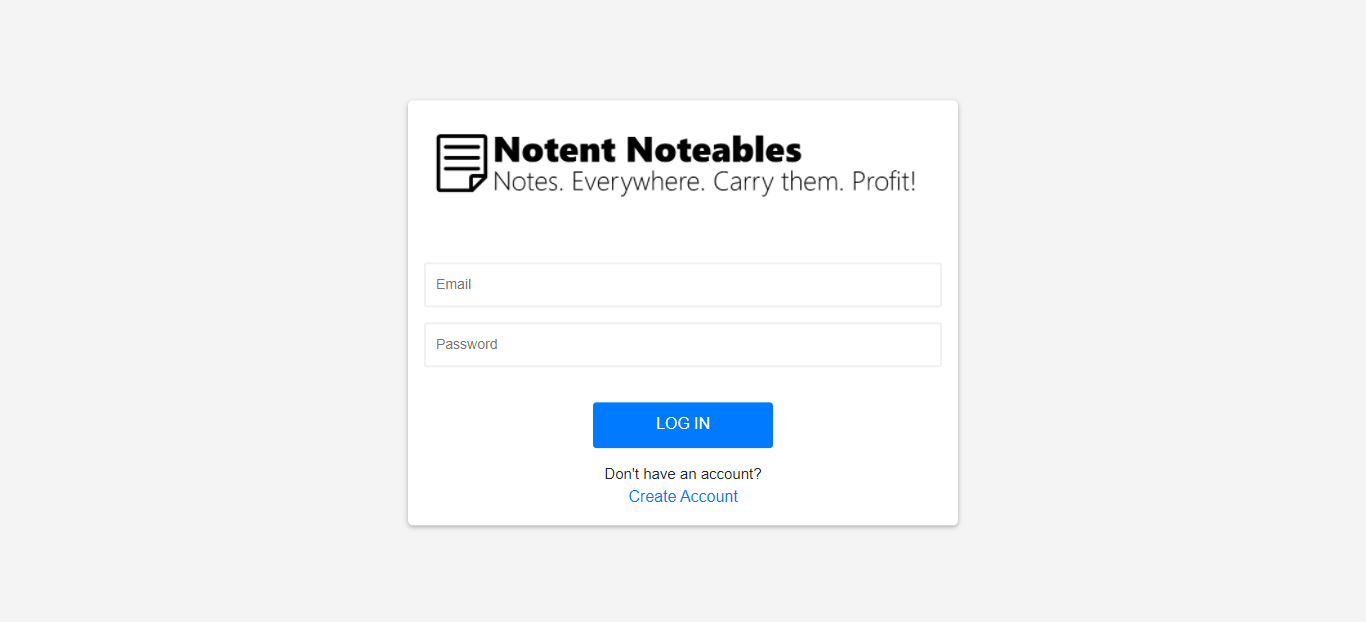 Notent Noteables
Notes. Everywhere. Carry them. Profit!
Email
Password
LOG IN
Don't have an account?
Create Account